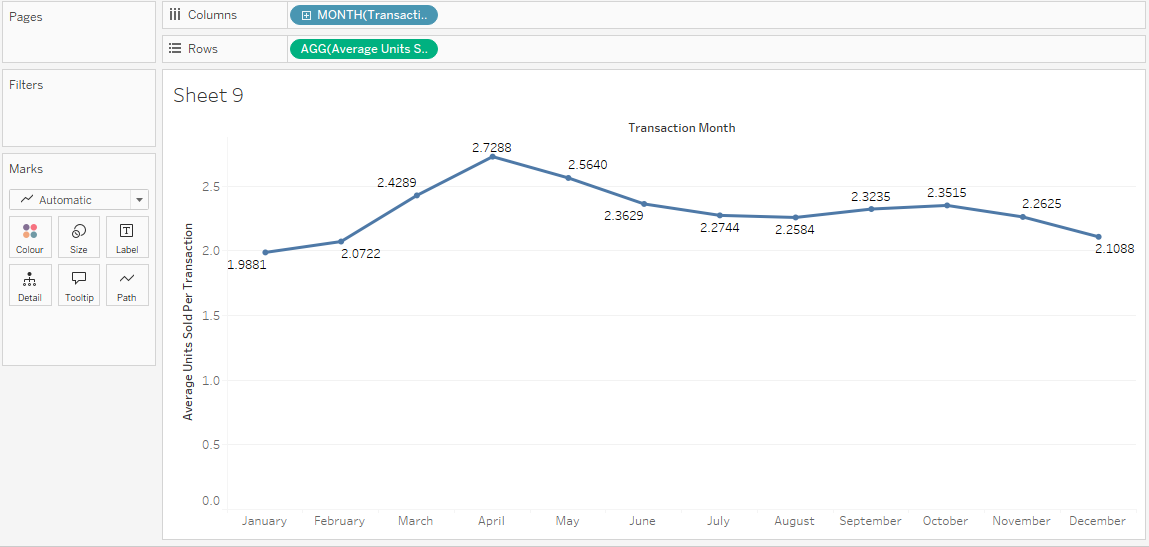 Pages
Columns
MONTH(Transacti..
Rows
AGG(Average Units S..
Filters
Marks
Automatic
Colour
Size
Label
Detail
Tooltip
Path
Sheet 9
Transaction Month
Average Units Sold Per Transaction
2.5
2.0
1.5
1.0
0.5
0.0
1.9881
2.0722
2.4289
2.7288
2.5640
2.3629
2.2744
2.2584
2.3235
2.3515
2.2625
2.1088
January February March April May June July August September October November December